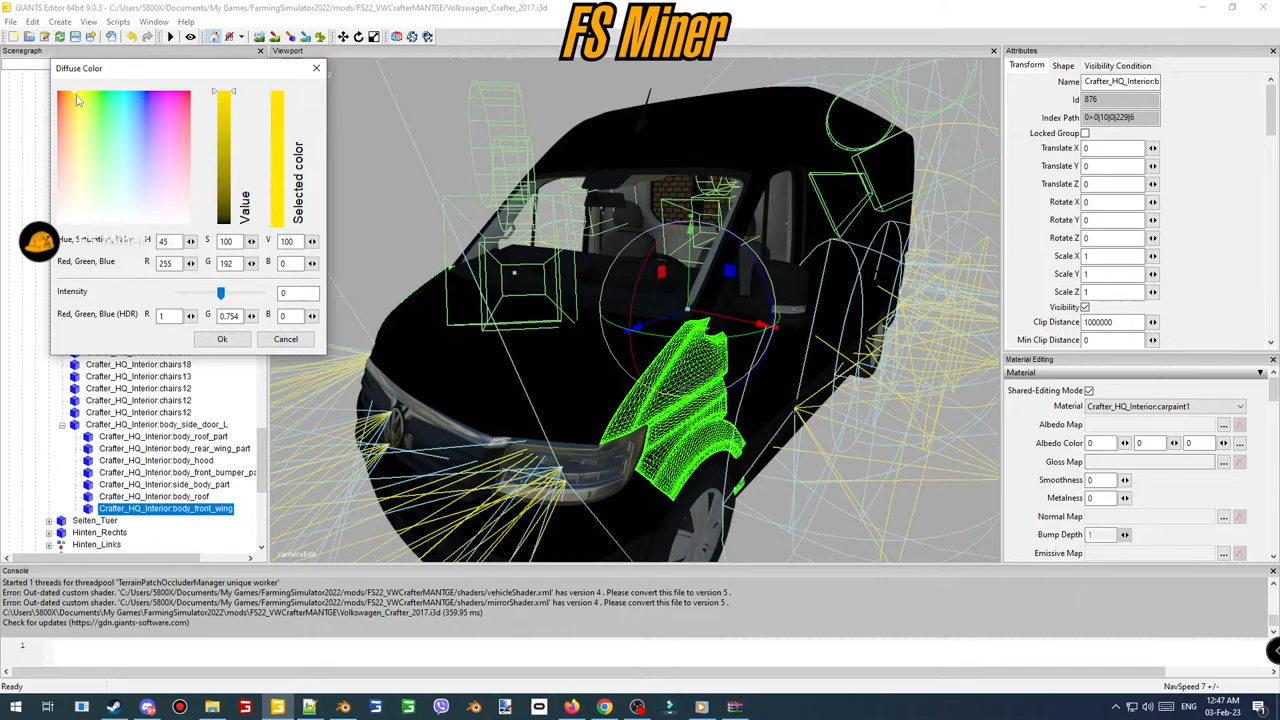 GIANTS Editor 64bit 9.0.3 - C:/Users/5800X/Documents/My Games/FarmingSimulator2022/mods/FS22_VWCrafterMANTGE/Volkswagen_Crafter_2017.i3d
FS Miner
File Edit Create View Scripts Window Help
Scenegraph
Viewport
Attributes
Diffuse Color
Value
Selected color
H 45 S 100 V 100
Red, Green, Blue R 255 G 192 B 0
Intensity 0
Red, Green, Blue (HDR) R 1 G 0.754 B 0
Ok Cancel
Crafter_HQ_Interior:chairs18
Crafter_HQ_Interior:chairs13
Crafter_HQ_Interior:chairs12
Crafter_HQ_Interior:chairs12
Crafter_HQ_Interior:chairs12
Crafter_HQ_Interior:body_side_door_L
Crafter_HQ_Interior:body_roof_part
Crafter_HQ_Interior:body_rear_wing_part
Crafter_HQ_Interior:body_hood
Crafter_HQ_Interior:body_front_bumper_pa
Crafter_HQ_Interior:side_body_part
Crafter_HQ_Interior:body_roof
Crafter_HQ_Interior:body_front_wing
Seiten_Tuer
Hinten_Rechts
Hinten_Links
cameraEdit
Transform Shape Visibility Condition
Name Crafter_HQ_Interior:b
Id 876
Index Path 0>0|10|0|229|6
Locked Group
Translate X 0
Translate Y 0
Translate Z 0
Rotate X 0
Rotate Y 0
Rotate Z 0
Scale X 1
Scale Y 1
Scale Z 1
Visibility
Clip Distance 1000000
Min Clip Distance 0
Material Editing
Material
Shared-Editing Mode
Material Crafter_HQ_Interior:carpaint1
Albedo Map ...
Albedo Color 0 0 0 ...
Gloss Map ...
Smoothness 0
Metalness 0
Normal Map ...
Bump Depth 1
Emissive Map ...
Console
Started 1 threads for threadpool 'TerrainPatchOccluderManager unique worker'
Error: Out-dated custom shader. 'C:/Users/5800X/Documents/My Games/FarmingSimulator2022/mods/FS22_VWCrafterMANTGE/shaders/vehicleShader.xml' has version 4 . Please convert this file to version 5 .
Error: Out-dated custom shader. 'C:/Users/5800X/Documents/My Games/FarmingSimulator2022/mods/FS22_VWCrafterMANTGE/shaders/mirrorShader.xml' has version 4 . Please convert this file to version 5 .
C:\Users\5800X\Documents\My Games\FarmingSimulator2022\mods\FS22_VWCrafterMANTGE\Volkswagen_Crafter_2017.i3d (359.95 ms)
Check for updates (https://gdn.giants-software.com)
1
Ready
NavSpeed 7 +/-
12:47 AM
03-Feb-23